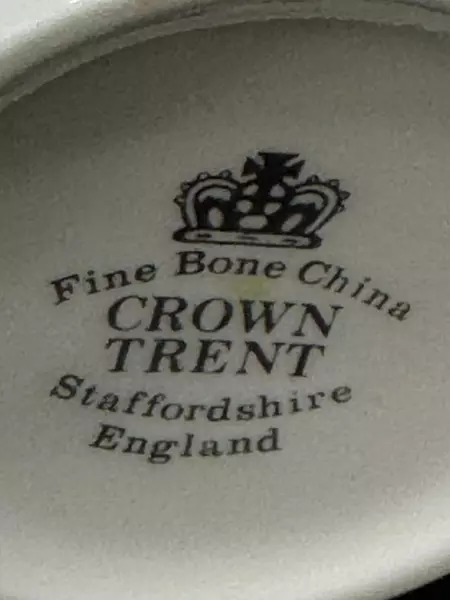 Fine Bone China
CROWN
TRENT
Staffordshire
England